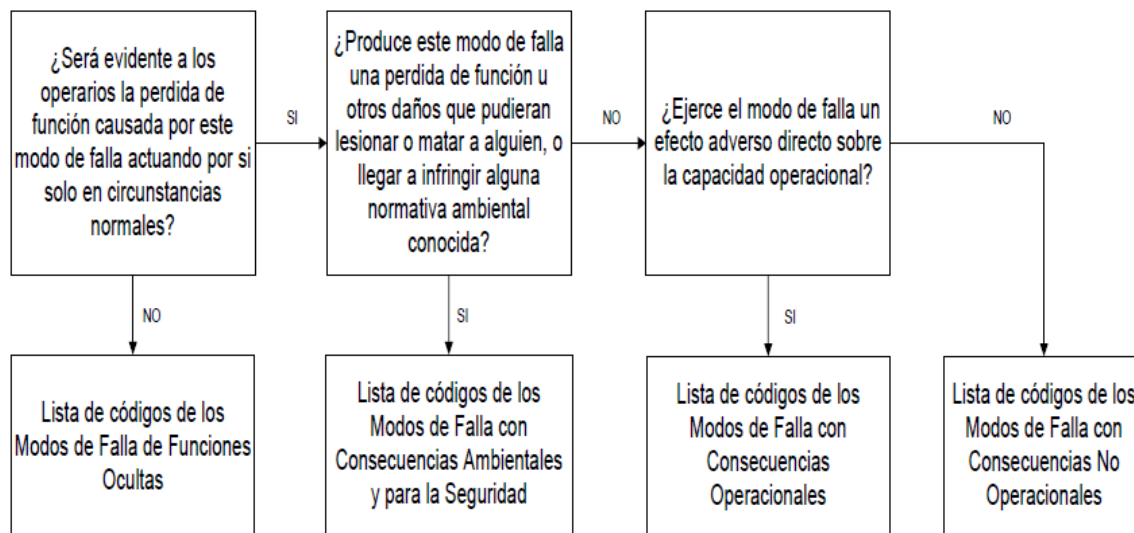 ¿Será evidente a los
operarios la perdida de
función causada por este
modo de falla actuando por si
solo en circunstancias
normales?
SI
¿Produce este modo de falla
una perdida de función u
otros daños que pudieran
lesionar o matar a alguien, o
llegar a infringir alguna
normativa ambiental
conocida?
NO
¿Ejerce el modo de falla un
efecto adverso directo sobre
la capacidad operacional?
NO
NO
SI
SI
Lista de códigos de los
Modos de Falla de Funciones
Ocultas
Lista de códigos de los
Modos de Falla con
Consecuencias Ambientales
y para la Seguridad
Lista de códigos de los
Modos de Falla con
Consecuencias
Operacionales
Lista de códigos de los
Modos de Falla con
Consecuencias No
Operacionales